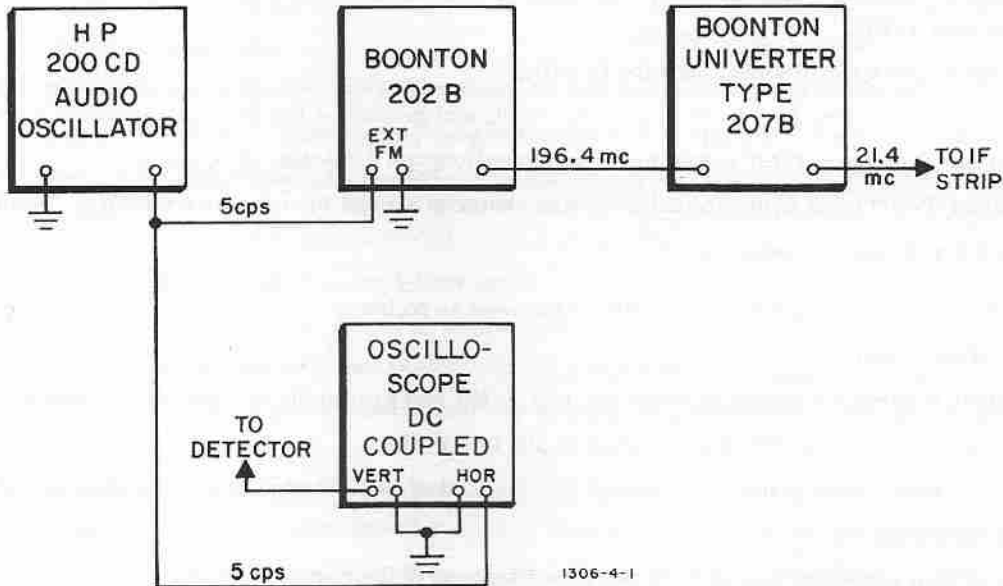 HP
200 CD
AUDIO
OSCILLATOR
BOONTON
202 B
EXT
FM
BOONTON
UNIVERTER
TYPE
207B
196.4 mc
21.4
mc
TO IF
STRIP
5cps
OSCILLO-
SCOPE
DC
COUPLED
VERT
HOR
TO
DETECTOR
5 cps
1306-4-1